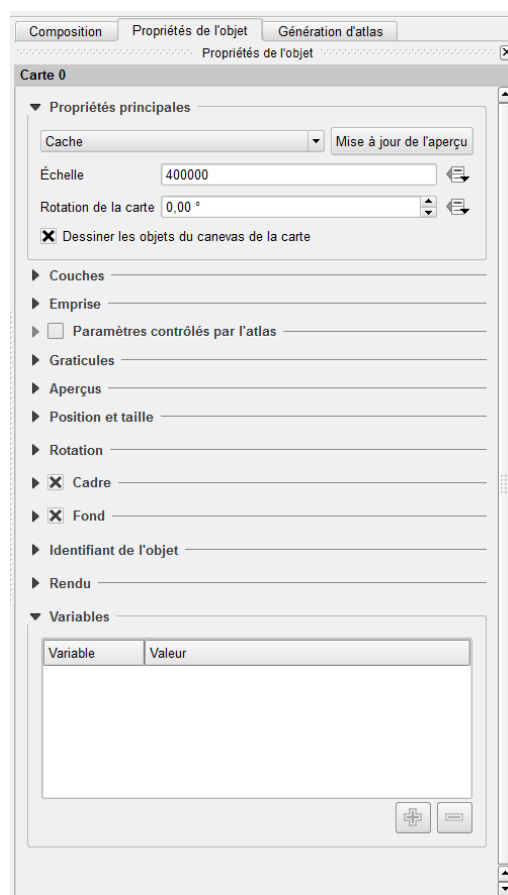 Composition Propriétés de l'objet Génération d'atlas
Propriétés de l'objet
Carte 0
Propriétés principales
Cache Mise à jour de l'aperçu
Échelle 400000
Rotation de la carte 0,00 °
Dessiner les objets du canevas de la carte
Couches
Emprise
Paramètres contrôlés par l'atlas
Graticules
Aperçus
Position et taille
Rotation
Cadre
Fond
Identifiant de l'objet
Rendu
Variables
Variable Valeur